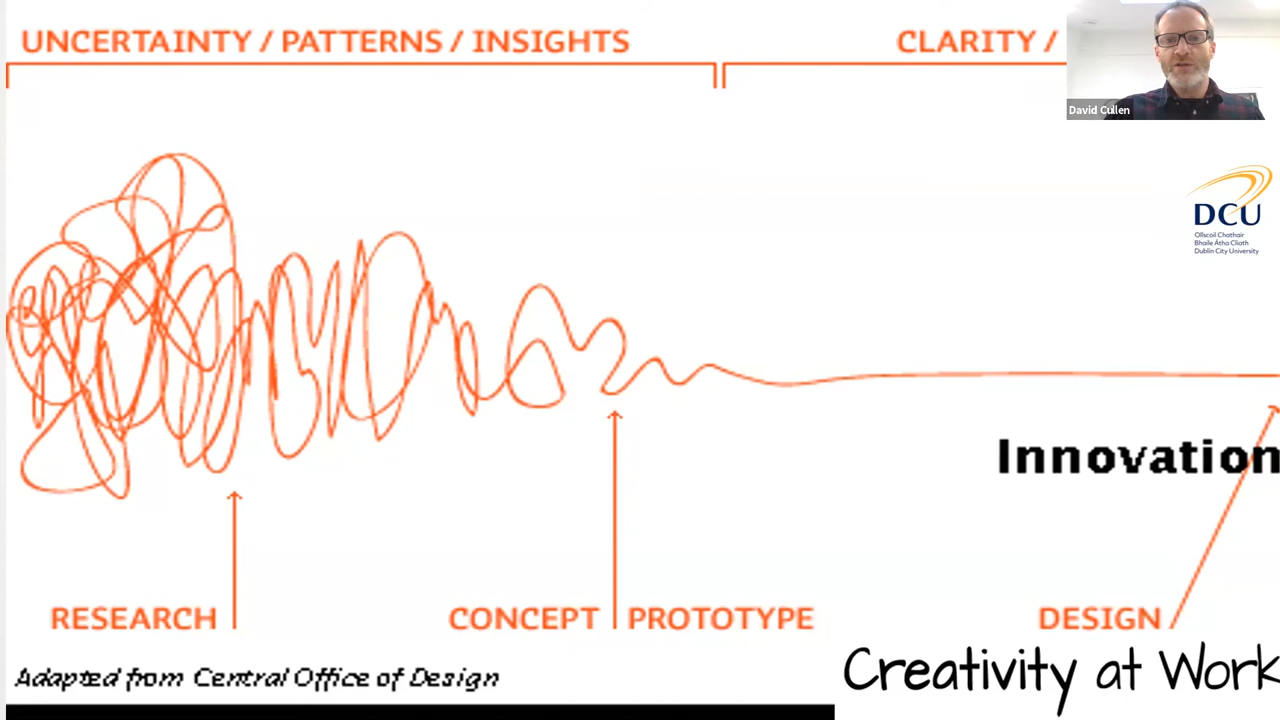 UNCERTAINTY / PATTERNS / INSIGHTS
CLARITY /
David Cullen
DCU
Ollscoil Chathair
Bhaile Átha Cliath
Dublin City University
Innovation
RESEARCH
CONCEPT
PROTOTYPE
DESIGN
Adapted from Central Office of Design
Creativity at Work